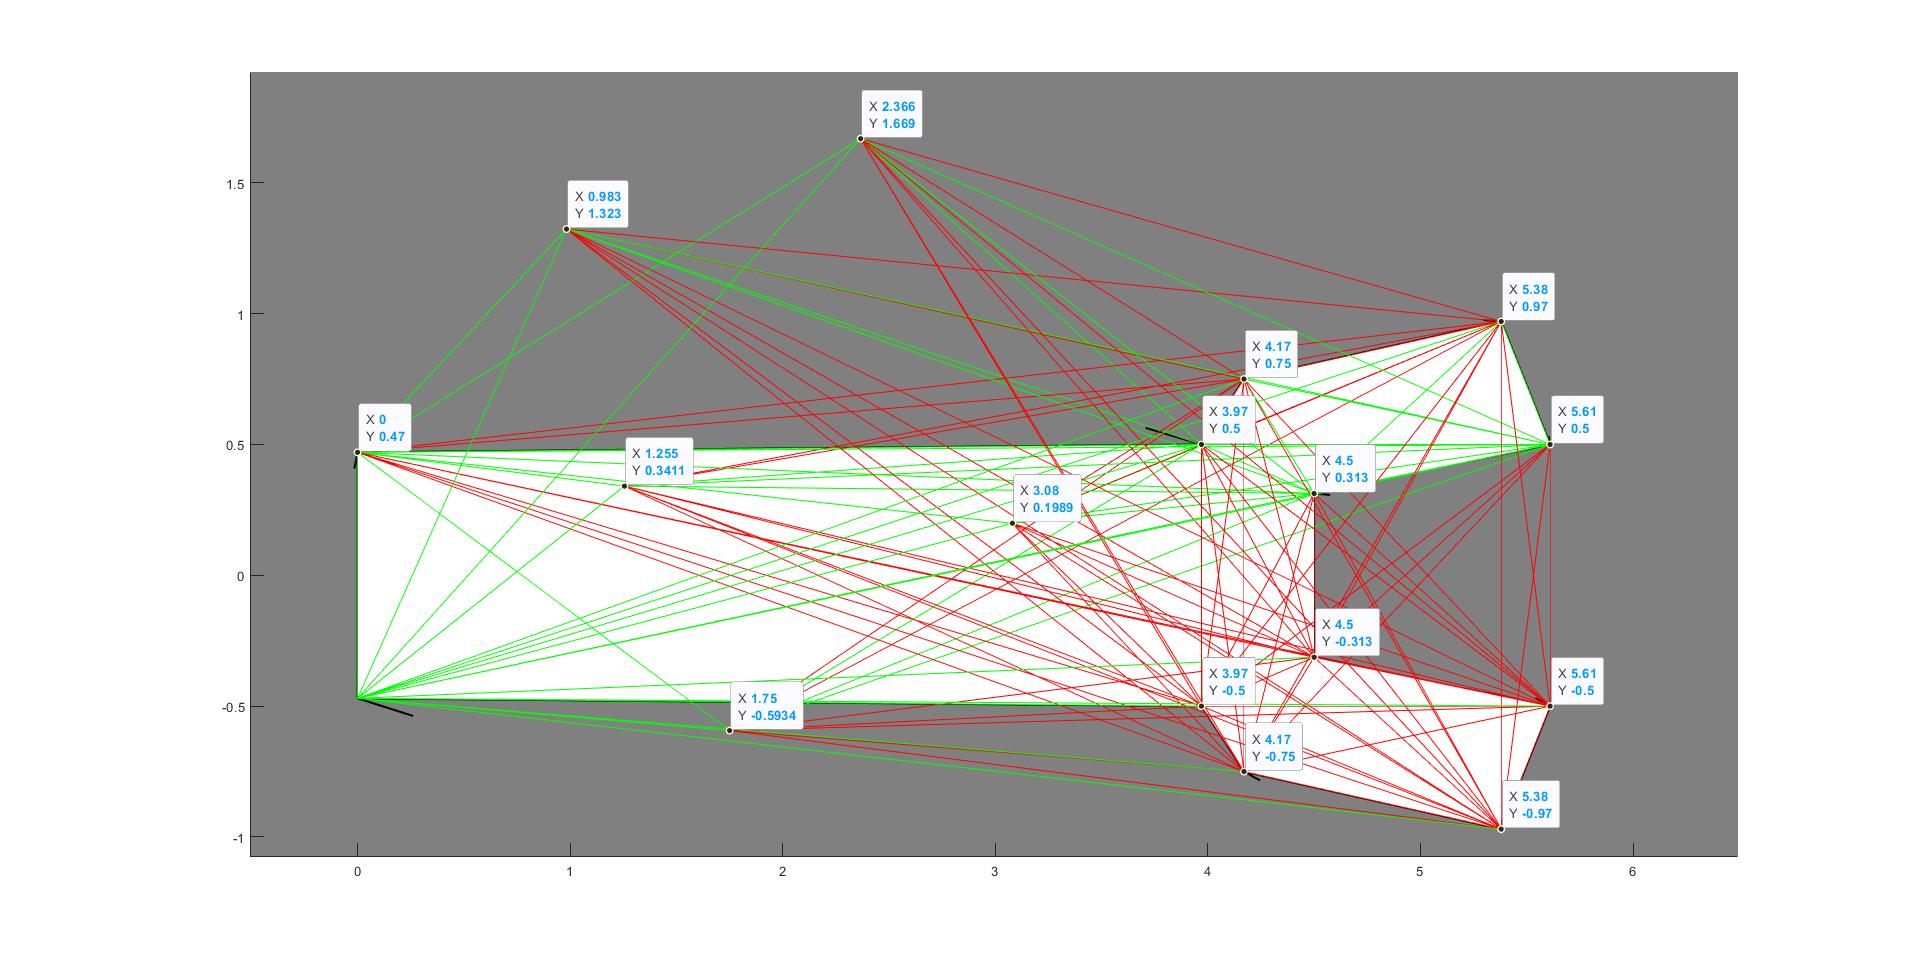 X 2.366
Y 1.669
X 0.983
Y 1.323
1.5
X 5.38
Y 0.97
1
X 4.17
Y 0.75
X 0
Y 0.47
X 3.97
Y 0.5
X 5.61
Y 0.5
0.5
X 1.255
Y 0.3411
X 4.5
Y 0.313
X 3.08
Y 0.1989
0
X 4.5
Y -0.313
X 3.97
Y -0.5
X 5.61
Y -0.5
X 1.75
Y -0.5934
-0.5
X 4.17
Y -0.75
X 5.38
Y -0.97
-1
0 1 2 3 4 5 6